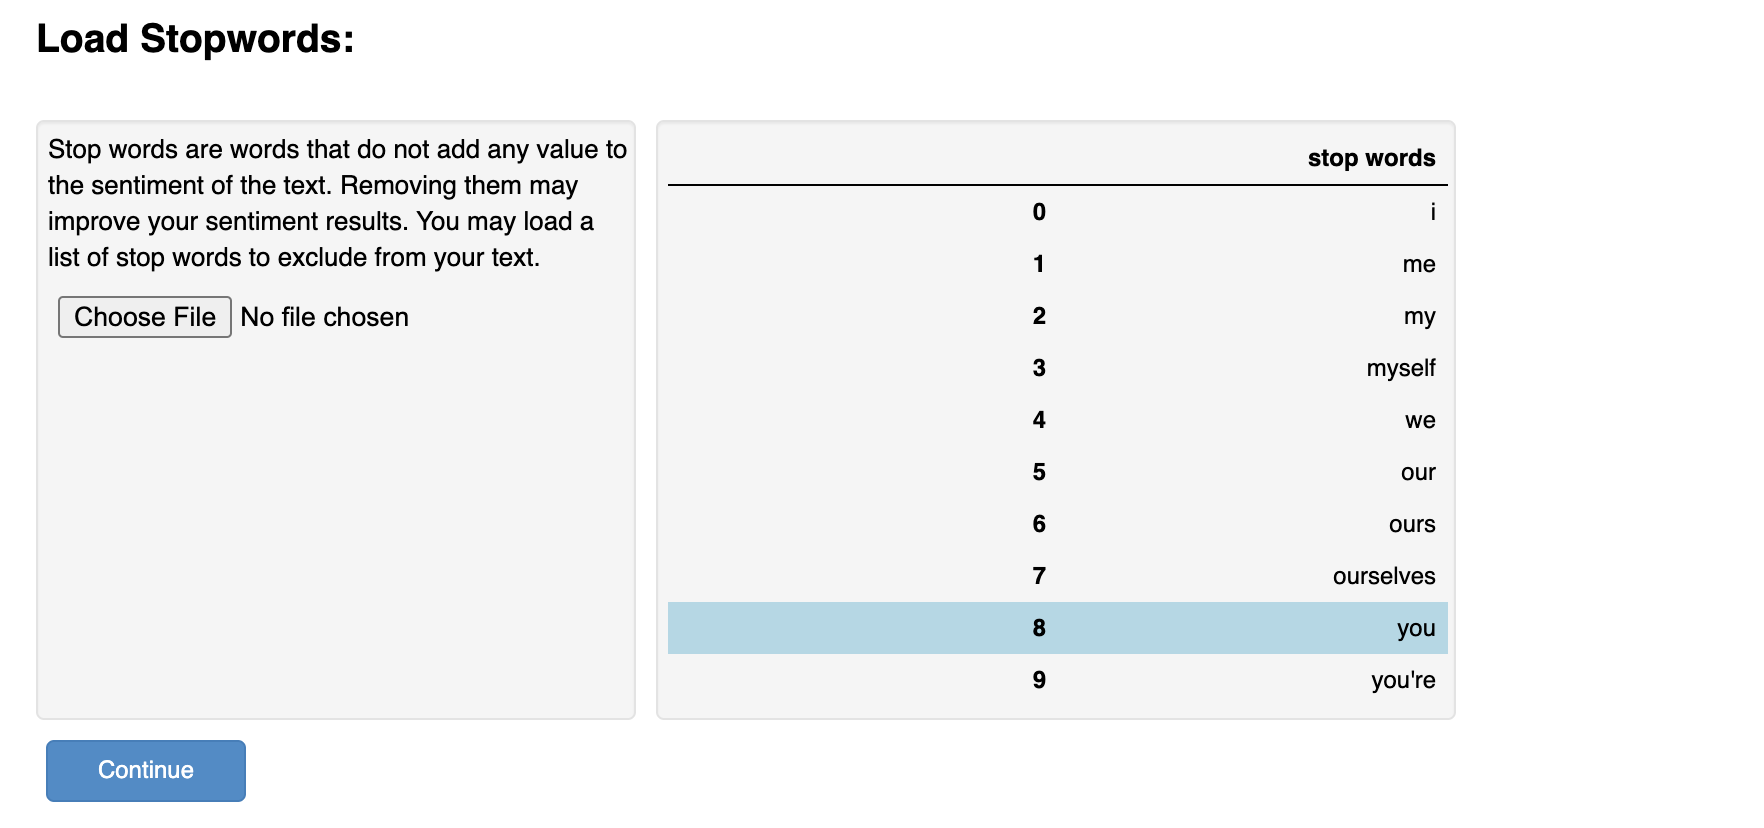 Load Stopwords:
Stop words are words that do not add any value to
the sentiment of the text. Removing them may
improve your sentiment results. You may load a
list of stop words to exclude from your text.
Choose File No file chosen
stop words
0 i
1 me
2 my
3 myself
4 we
5 our
6 ours
7 ourselves
8 you
9 you're
Continue